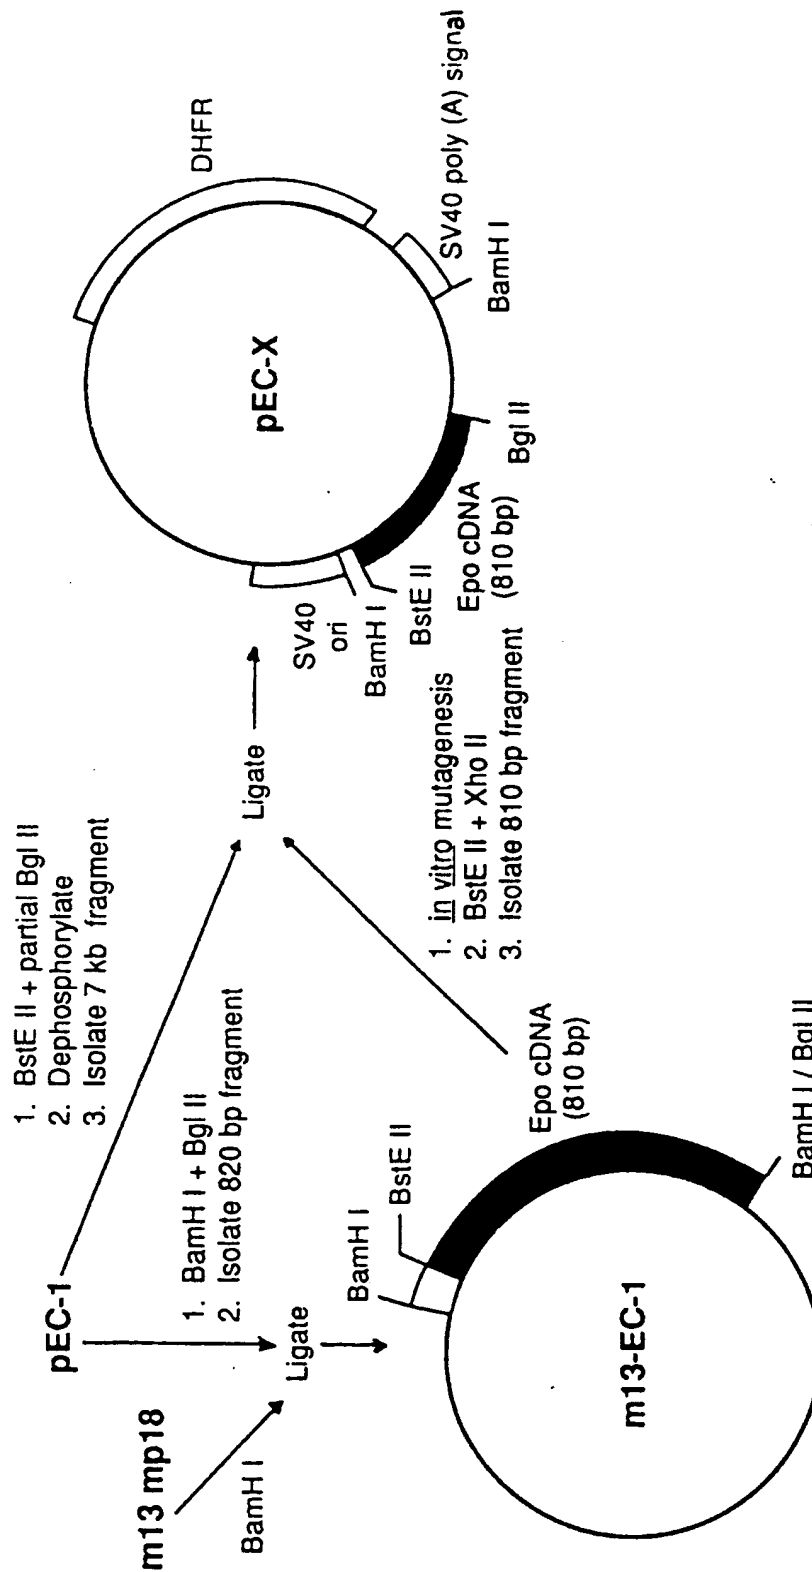 m13 mp18
BamH I
pEC-1
1. BstE II + partial Bgl II
2. Dephosphorylate
3. Isolate 7 kb fragment
1. BamH I + Bgl II
2. Isolate 820 bp fragment
Ligate
Ligate
BamH I
BstE II
Epo cDNA
(810 bp)
BamH I / Bgl II
m13-EC-1
1. in vitro mutagenesis
2. BstE II + Xho II
3. Isolate 810 bp fragment
SV40
ori
BamH I
BstE II
Epo cDNA
(810 bp)
Bgl II
BamH I
SV40 poly (A) signal
DHFR
pEC-X